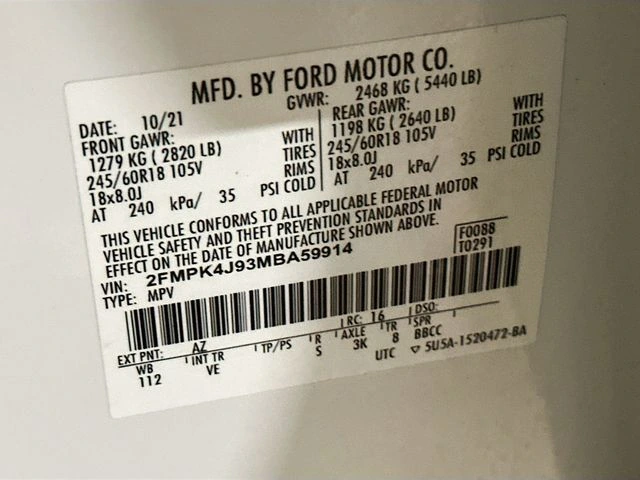 MFD. BY FORD MOTOR CO.
DATE: 10/21 GVWR: 2468 KG ( 5440 LB)
FRONT GAWR:
1279 KG ( 2820 LB) WITH
245/60R18 105V TIRES
18x8.0J RIMS
AT 240 kPa/ 35 PSI COLD
REAR GAWR:
1198 KG ( 2640 LB) WITH
245/60R18 105V TIRES
18x8.0J RIMS
AT 240 kPa/ 35 PSI COLD
THIS VEHICLE CONFORMS TO ALL APPLICABLE FEDERAL MOTOR
VEHICLE SAFETY AND THEFT PREVENTION STANDARDS IN
EFFECT ON THE DATE OF MANUFACTURE SHOWN ABOVE.
VIN: 2FMPK4J93MBA59914
TYPE: MPV
F0088
T0291
EXT PNT: AZ RC: 16 DSO:
WB INT TR TP/PS R AXLE TR SPR
112 VE S 3K 8 BBCC
UTC ▽ 5U5A-1520472-BA